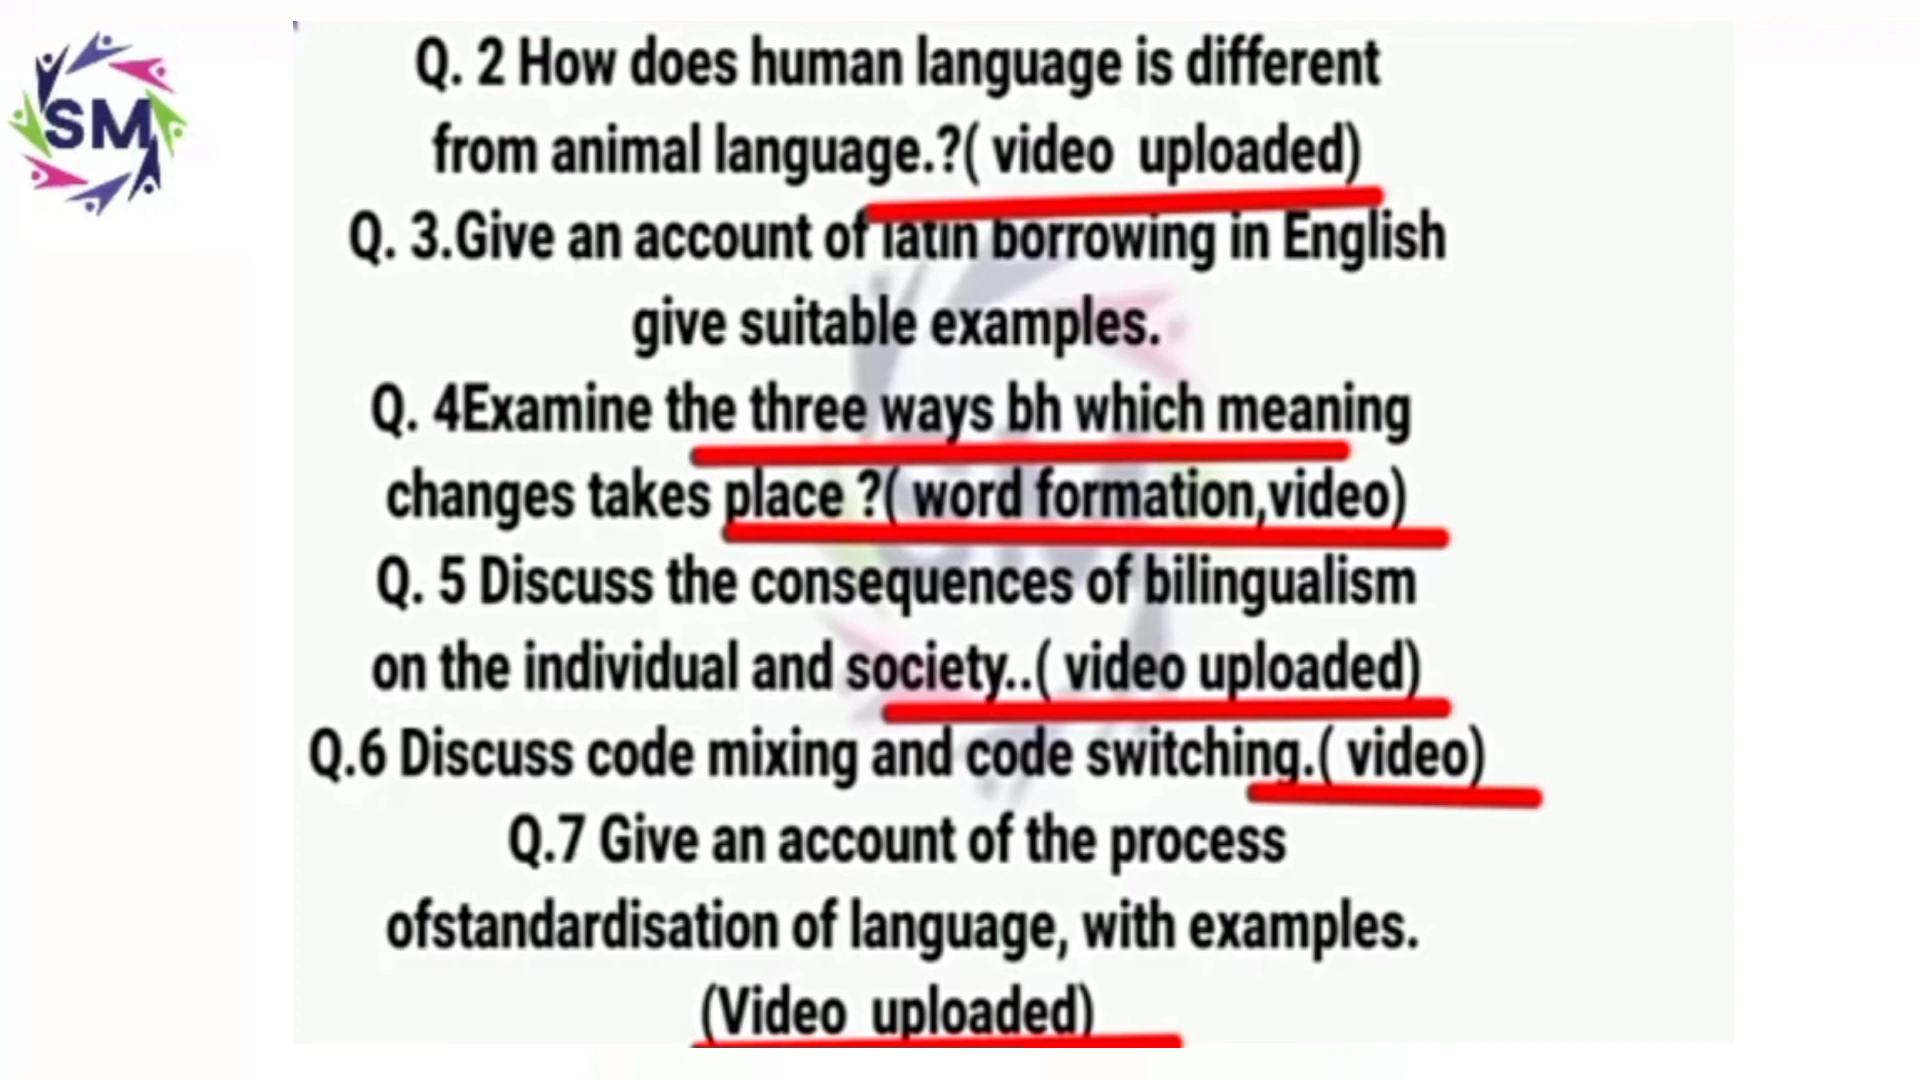 SM
Q. 2 How does human language is different
from animal language.?( video uploaded)
Q. 3.Give an account of latin borrowing in English
give suitable examples.
Q. 4Examine the three ways bh which meaning
changes takes place ?( word formation,video)
Q. 5 Discuss the consequences of bilingualism
on the individual and society..( video uploaded)
Q.6 Discuss code mixing and code switching.( video)
Q.7 Give an account of the process
ofstandardisation of language, with examples.
(Video uploaded)